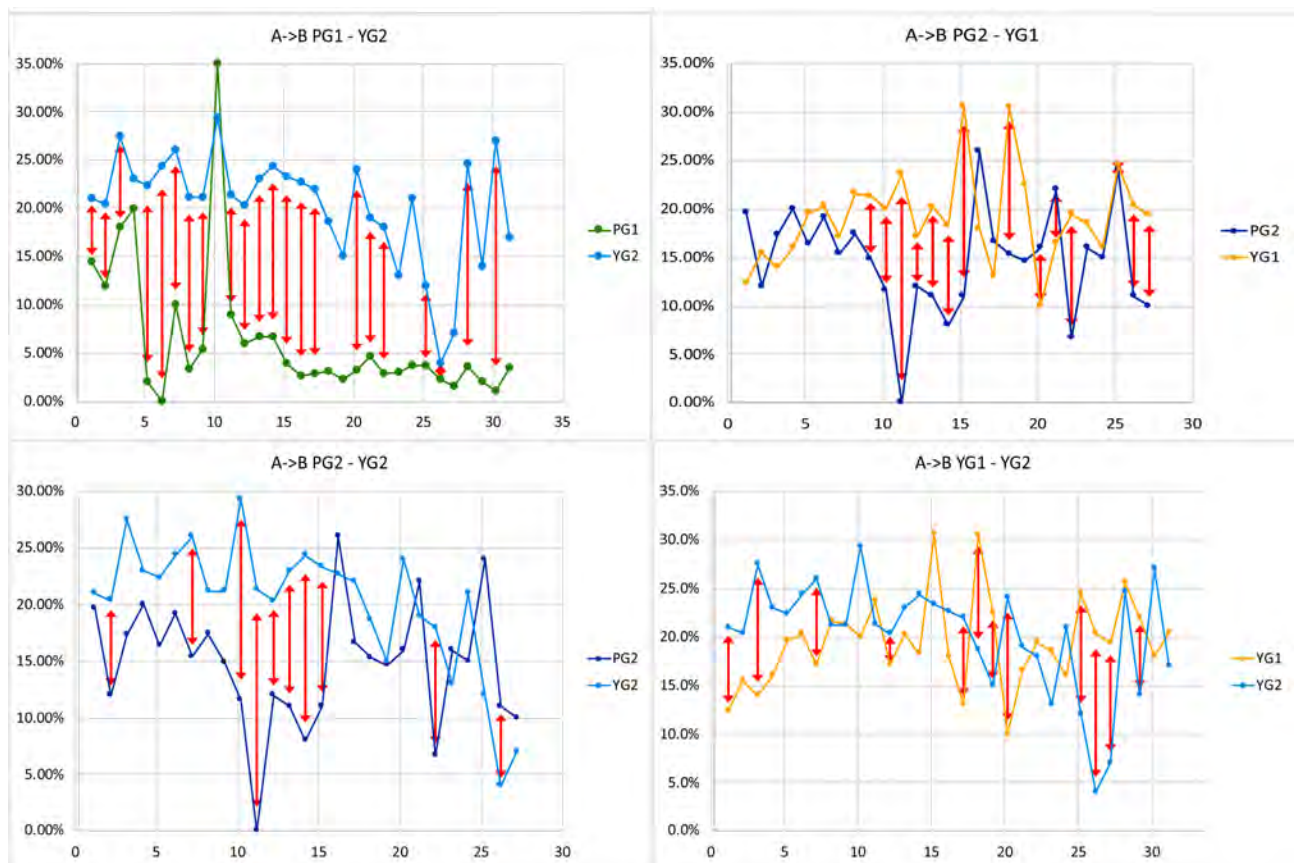 A->B PG1 - YG2
35.00%
30.00%
25.00%
20.00%
15.00%
10.00%
5.00%
0.00%
0 5 10 15 20 25 30 35
PG1
YG2
A->B PG2 - YG1
35.00%
30.00%
25.00%
20.00%
15.00%
10.00%
5.00%
0.00%
0 5 10 15 20 25 30
PG2
YG1
A->B PG2 - YG2
30.00%
25.00%
20.00%
15.00%
10.00%
5.00%
0.00%
0 5 10 15 20 25 30
PG2
YG2
A->B YG1 - YG2
35.0%
30.0%
25.0%
20.0%
15.0%
10.0%
5.0%
0.0%
0 5 10 15 20 25 30
YG1
YG2